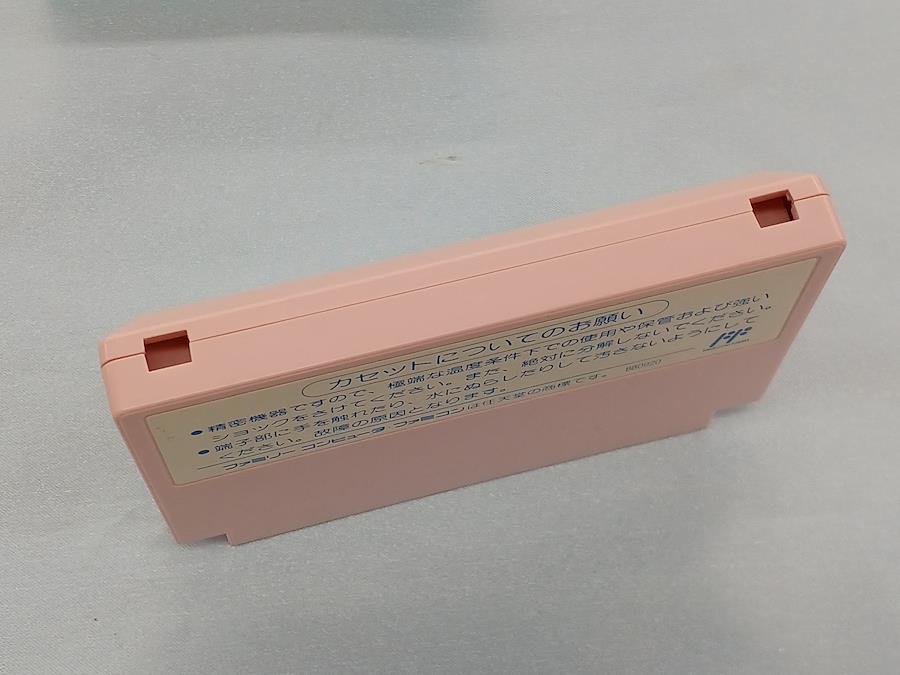 カセットについてのお願い
●精密機器ですので、極端な温度条件下での使用や保管および強い
ショックをさけてください。また、絶対に分解しないでください。
●端子部に手を触れたり、水にぬらしたりして汚さないようにして
ください。故障の原因となります。
ファミリーコンピュータ ファミコンは任天堂の商標です。